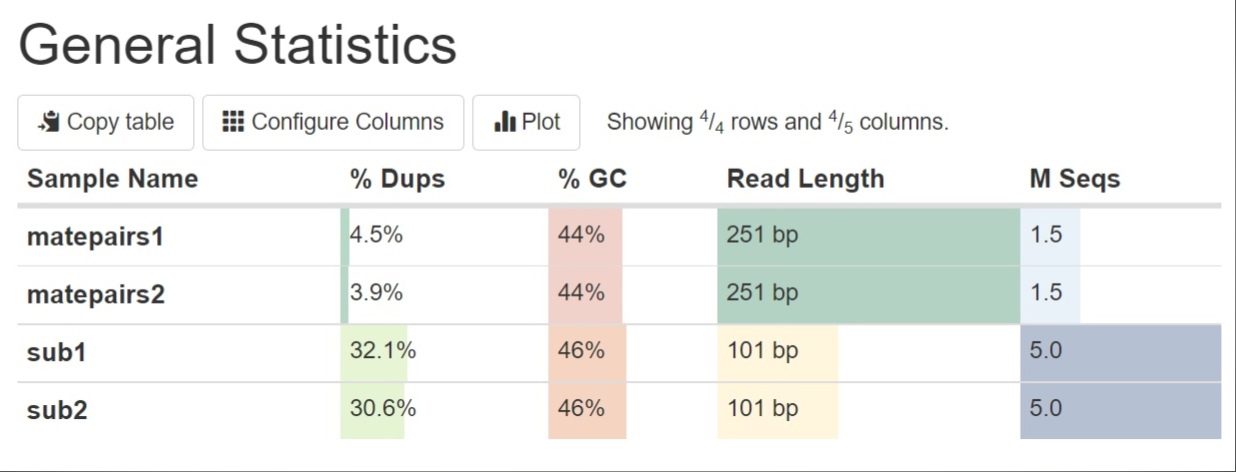 General Statistics
Copy table Configure Columns Plot Showing 4/4 rows and 4/5 columns.
Sample Name % Dups % GC Read Length M Seqs
matepairs1 4.5% 44% 251 bp 1.5
matepairs2 3.9% 44% 251 bp 1.5
sub1 32.1% 46% 101 bp 5.0
sub2 30.6% 46% 101 bp 5.0